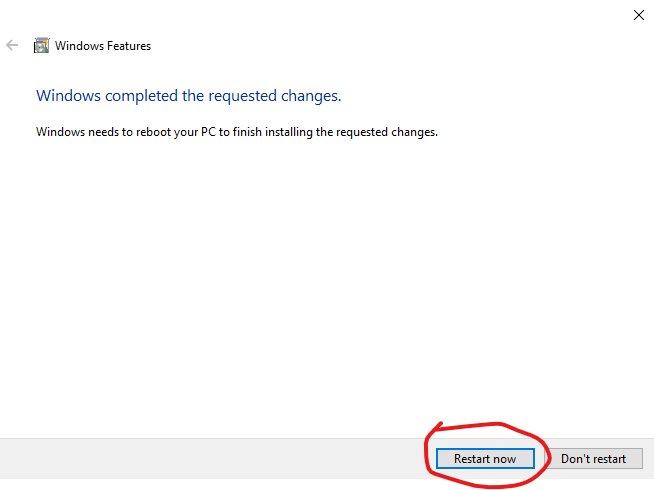 Windows Features
Windows completed the requested changes.
Windows needs to reboot your PC to finish installing the requested changes.
Restart now
Don't restart